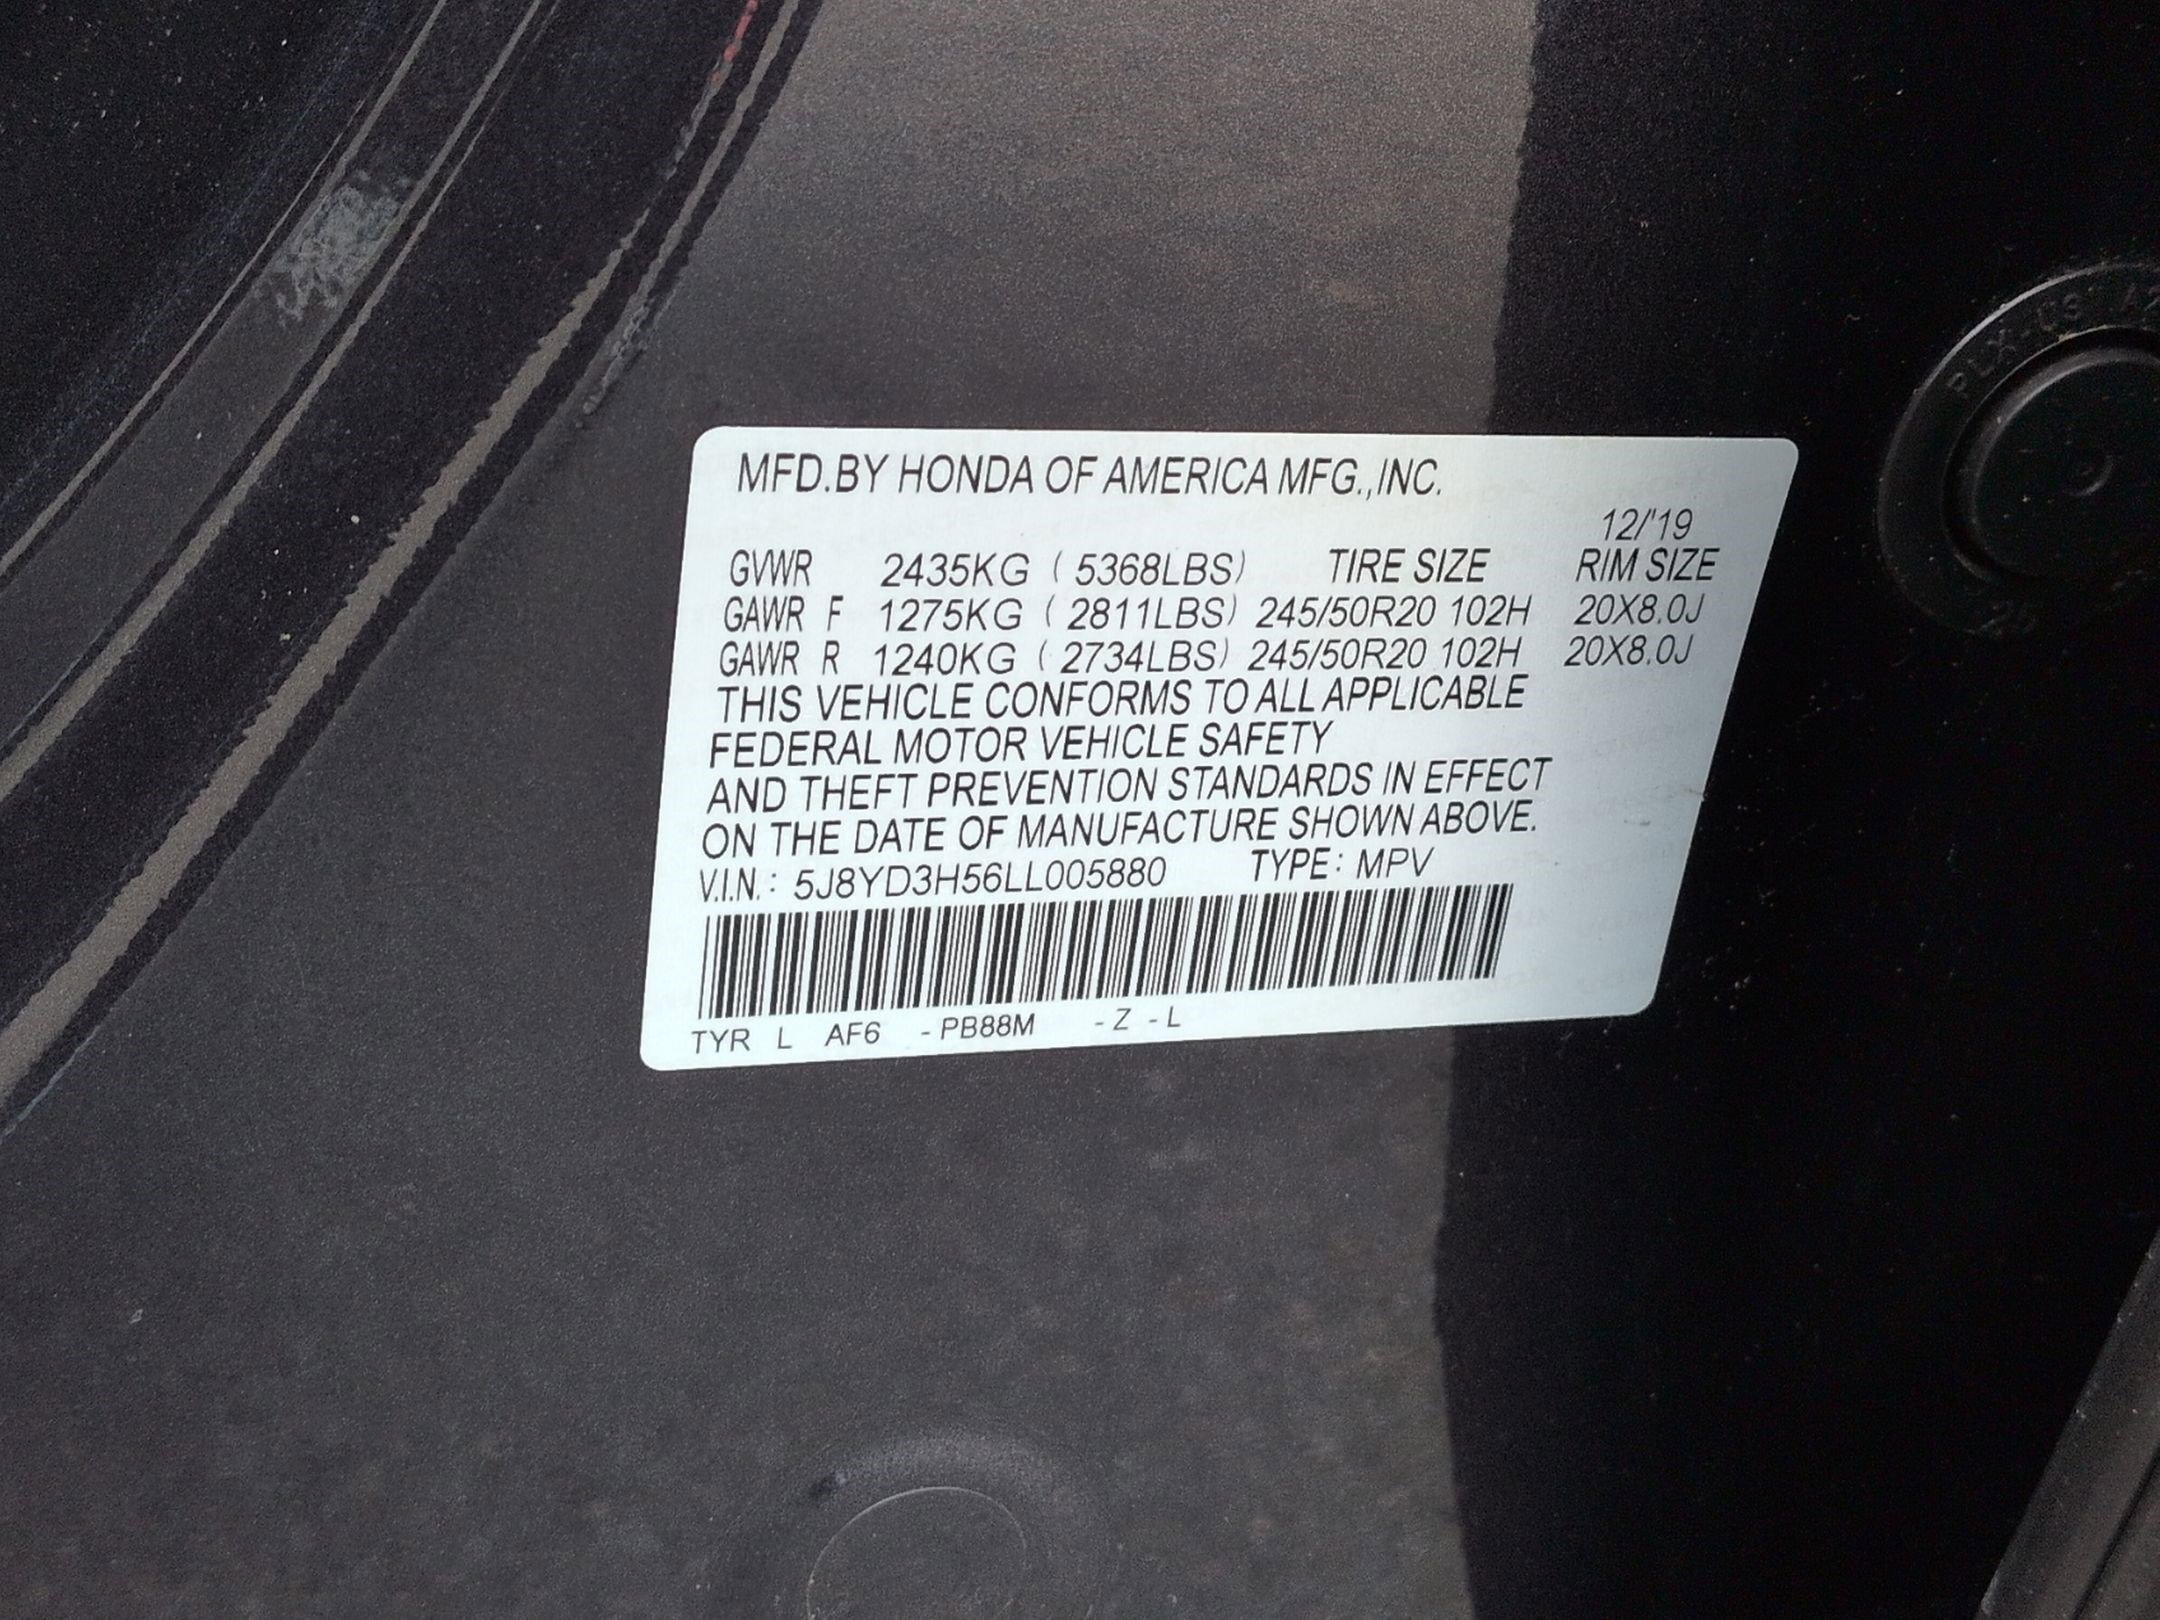 MFD.BY HONDA OF AMERICA MFG.,INC.
12/'19
GVWR 2435KG ( 5368LBS) TIRE SIZE RIM SIZE
GAWR F 1275KG ( 2811LBS) 245/50R20 102H 20X8.0J
GAWR R 1240KG ( 2734LBS) 245/50R20 102H 20X8.0J
THIS VEHICLE CONFORMS TO ALL APPLICABLE
FEDERAL MOTOR VEHICLE SAFETY
AND THEFT PREVENTION STANDARDS IN EFFECT
ON THE DATE OF MANUFACTURE SHOWN ABOVE.
V.I.N.: 5J8YD3H56LL005880 TYPE: MPV
TYR L AF6 -PB88M -Z -L